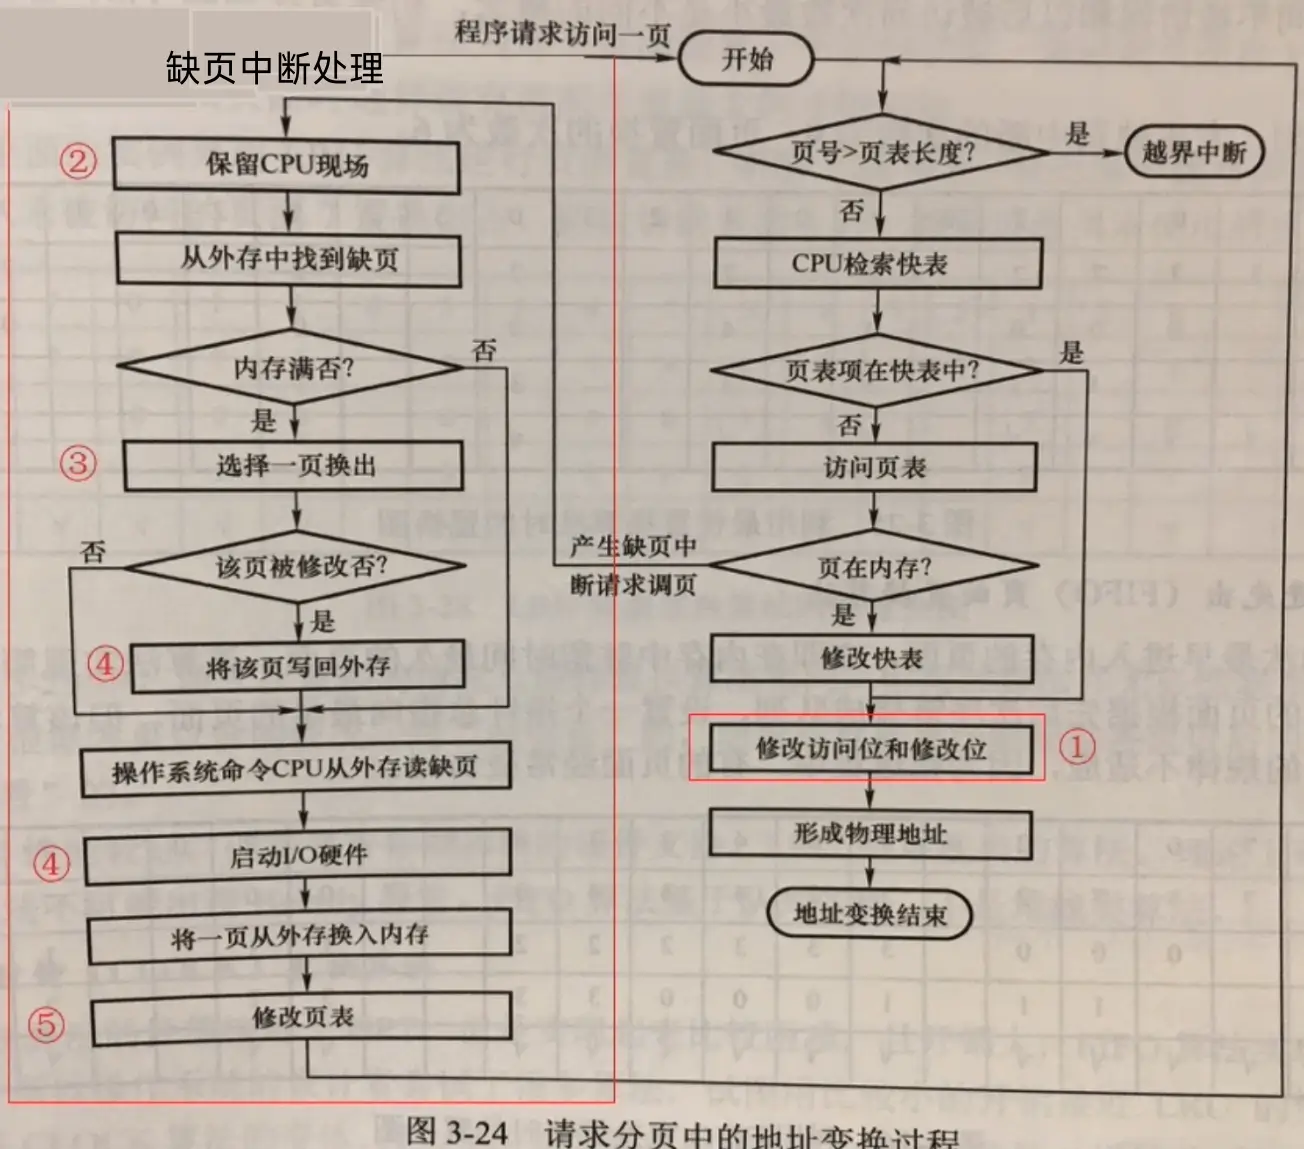 缺页中断处理
程序请求访问一页
开始
页号>页表长度?
是
越界中断
否
CPU检索快表
页表项在快表中?
是
否
访问页表
页在内存?
产生缺页中
断请求调页
是
修改快表
修改访问位和修改位
①
形成物理地址
地址变换结束
②
保留CPU现场
从外存中找到缺页
内存满否?
否
是
③
选择一页换出
该页被修改否?
否
是
④
将该页写回外存
操作系统命令CPU从外存读缺页
④
启动I/O硬件
将一页从外存换入内存
⑤
修改页表
图 3-24 请求分页中的地址变换过程